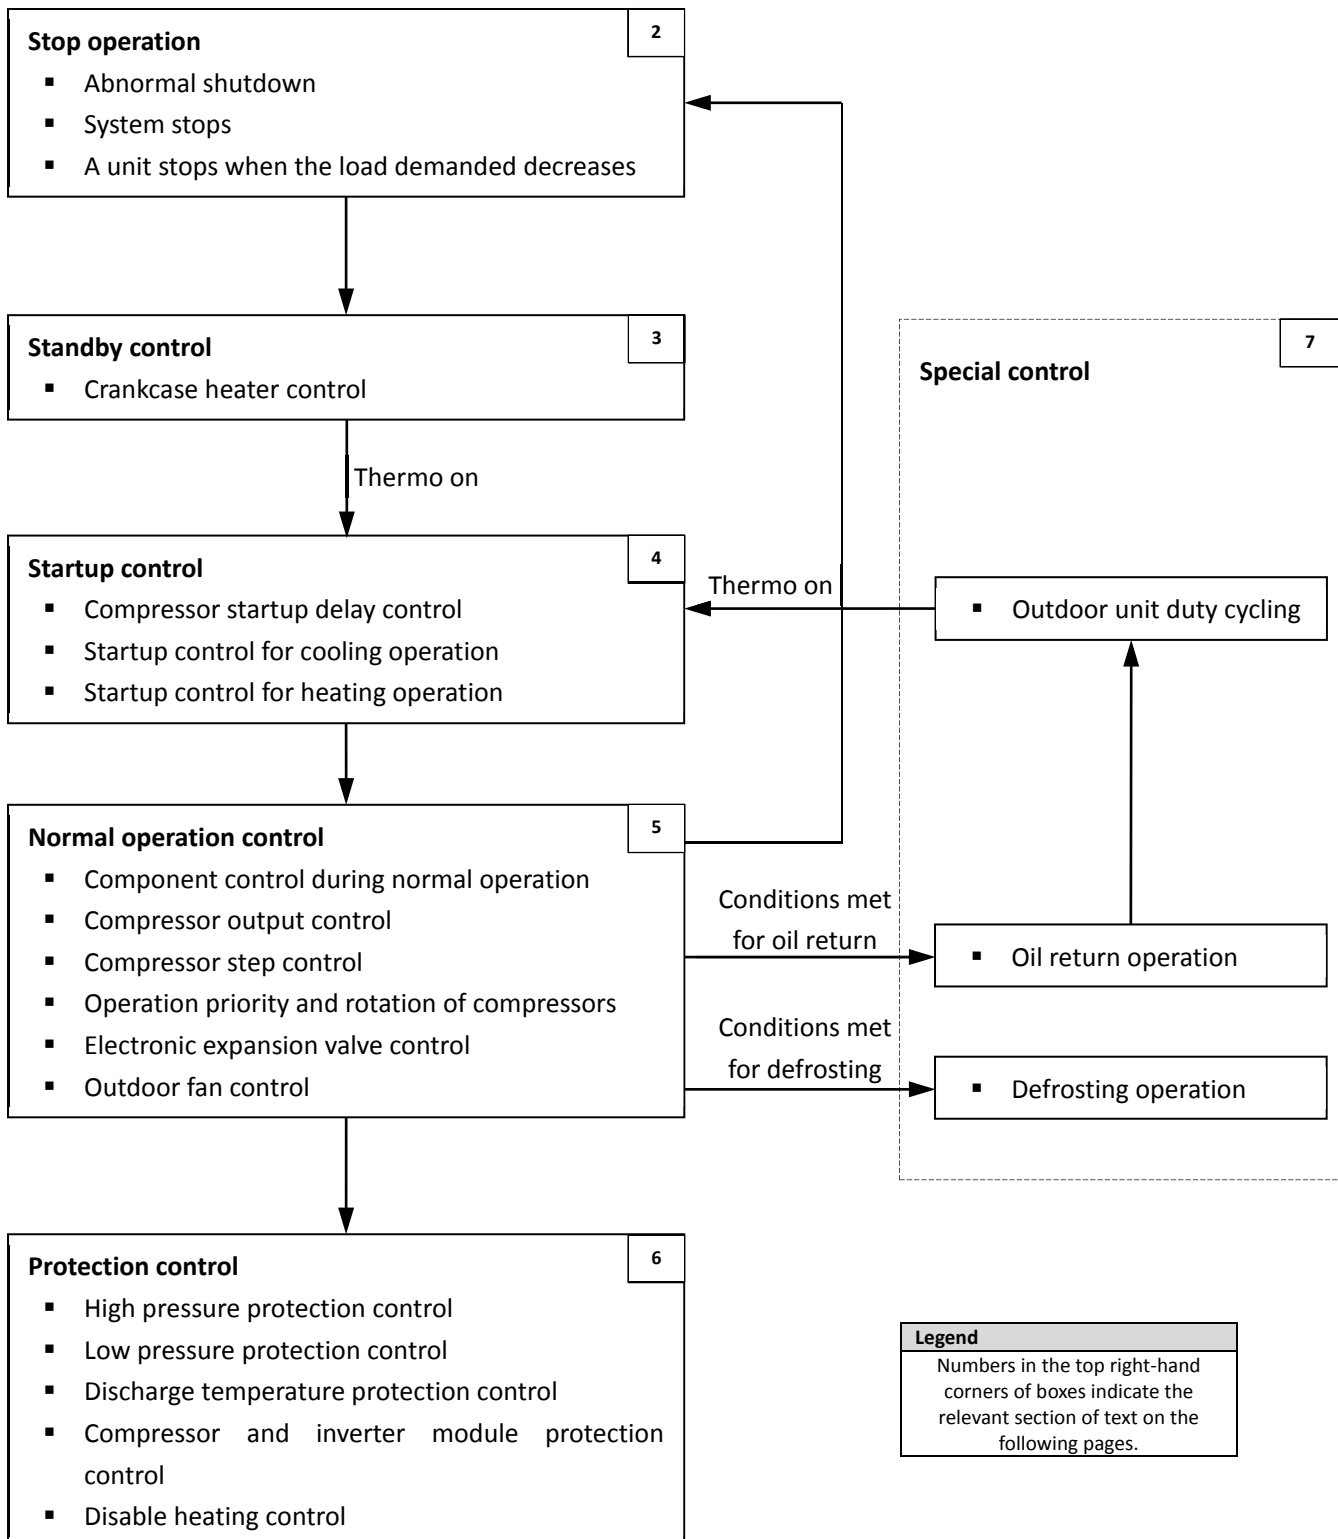 Stop operation
2
▪ Abnormal shutdown
▪ System stops
▪ A unit stops when the load demanded decreases
Standby control
3
▪ Crankcase heater control
Thermo on
Startup control
4
▪ Compressor startup delay control
▪ Startup control for cooling operation
▪ Startup control for heating operation
Normal operation control
5
▪ Component control during normal operation
▪ Compressor output control
▪ Compressor step control
▪ Operation priority and rotation of compressors
▪ Electronic expansion valve control
▪ Outdoor fan control
Protection control
6
▪ High pressure protection control
▪ Low pressure protection control
▪ Discharge temperature protection control
▪ Compressor and inverter module protection
control
▪ Disable heating control
Special control
7
Thermo on
▪ Outdoor unit duty cycling
Conditions met
for oil return
▪ Oil return operation
Conditions met
for defrosting
▪ Defrosting operation
Legend
Numbers in the top right-hand
corners of boxes indicate the
relevant section of text on the
following pages.